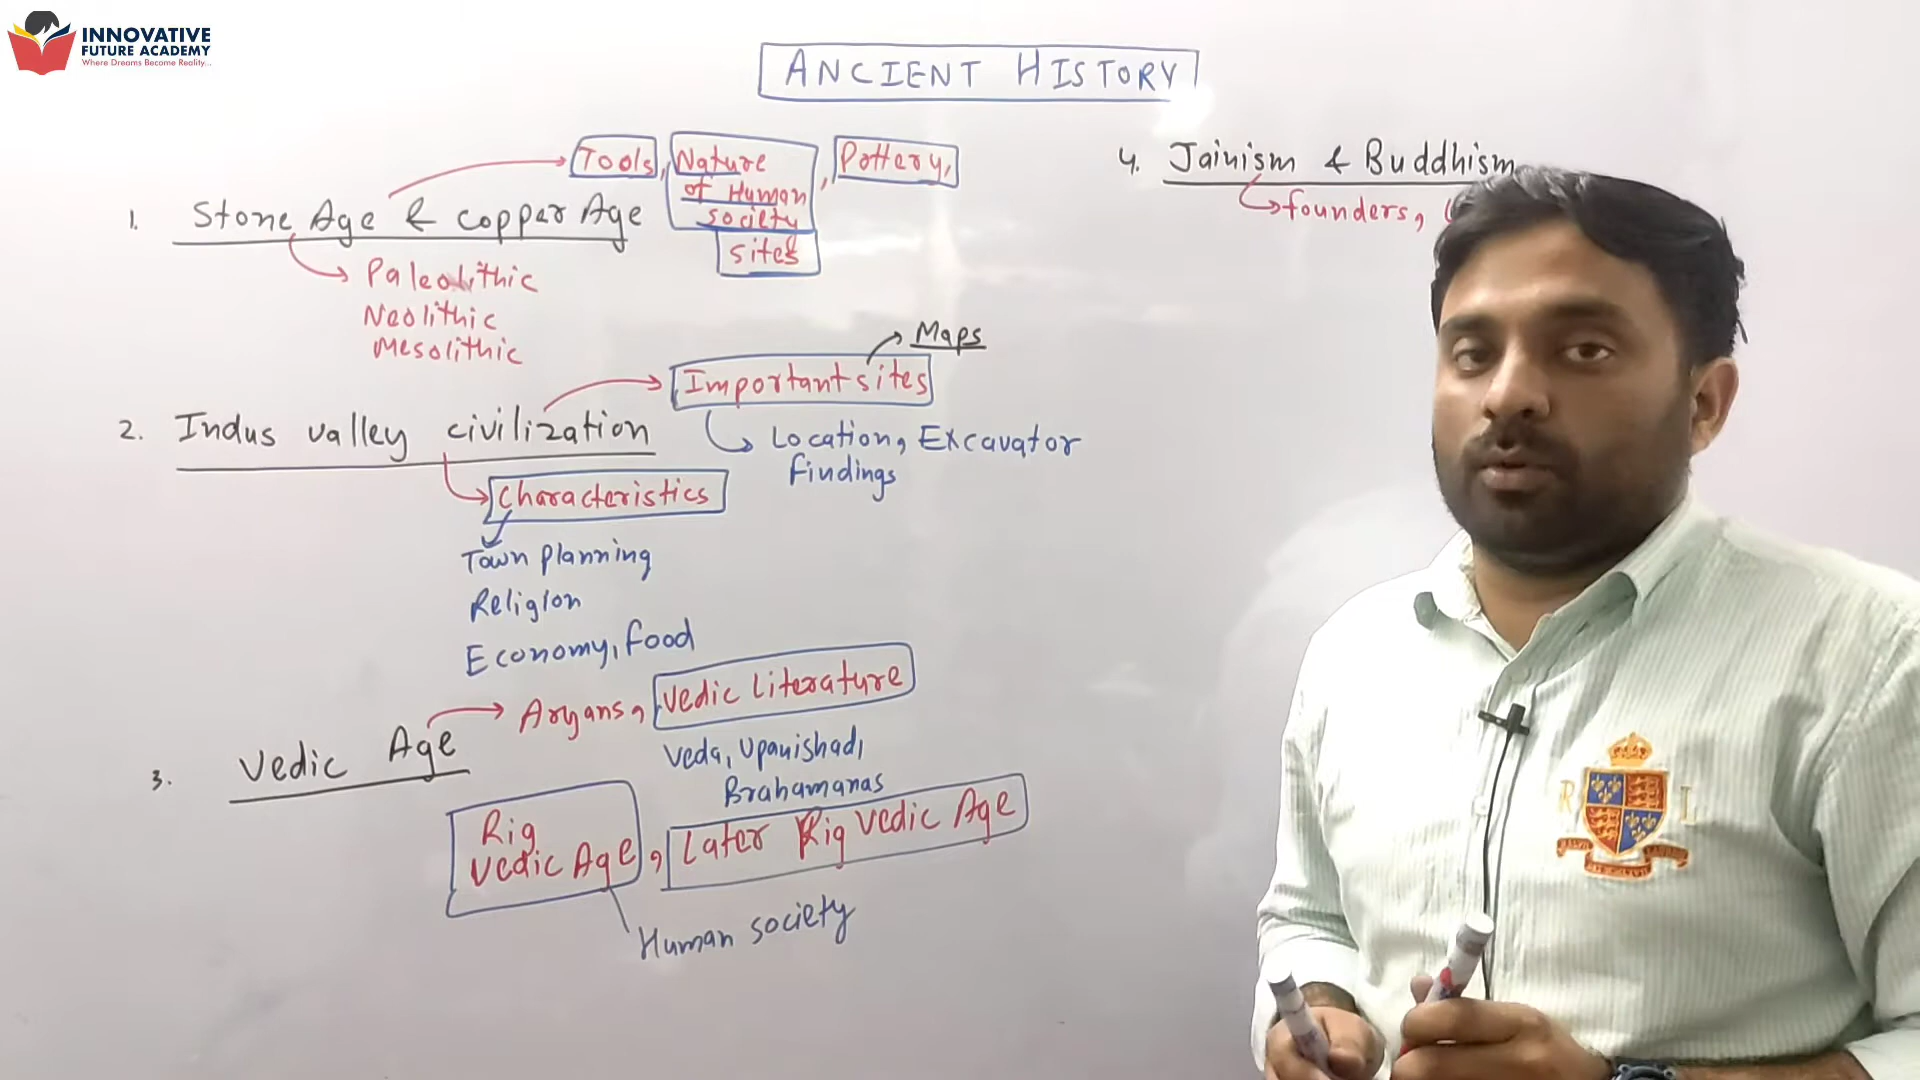 INNOVATIVE
FUTURE ACADEMY
Where Dreams Become Reality...
ANCIENT HISTORY
1. Stone Age & Copper Age
Tools, Nature of Human society, Pottery,
sites
Paleolithic
Neolithic
Mesolithic
2. Indus valley civilization
Important sites
Maps
Location, Excavator
findings
Characteristics
Town planning
Religion
Economy, food
3. Vedic Age
Aryans, Vedic literature
Veda, Upanishad,
Brahamanas
Rig
Vedic Age, Later Rig Vedic Age
Human society
4. Jainism & Buddhism
founders,
R L